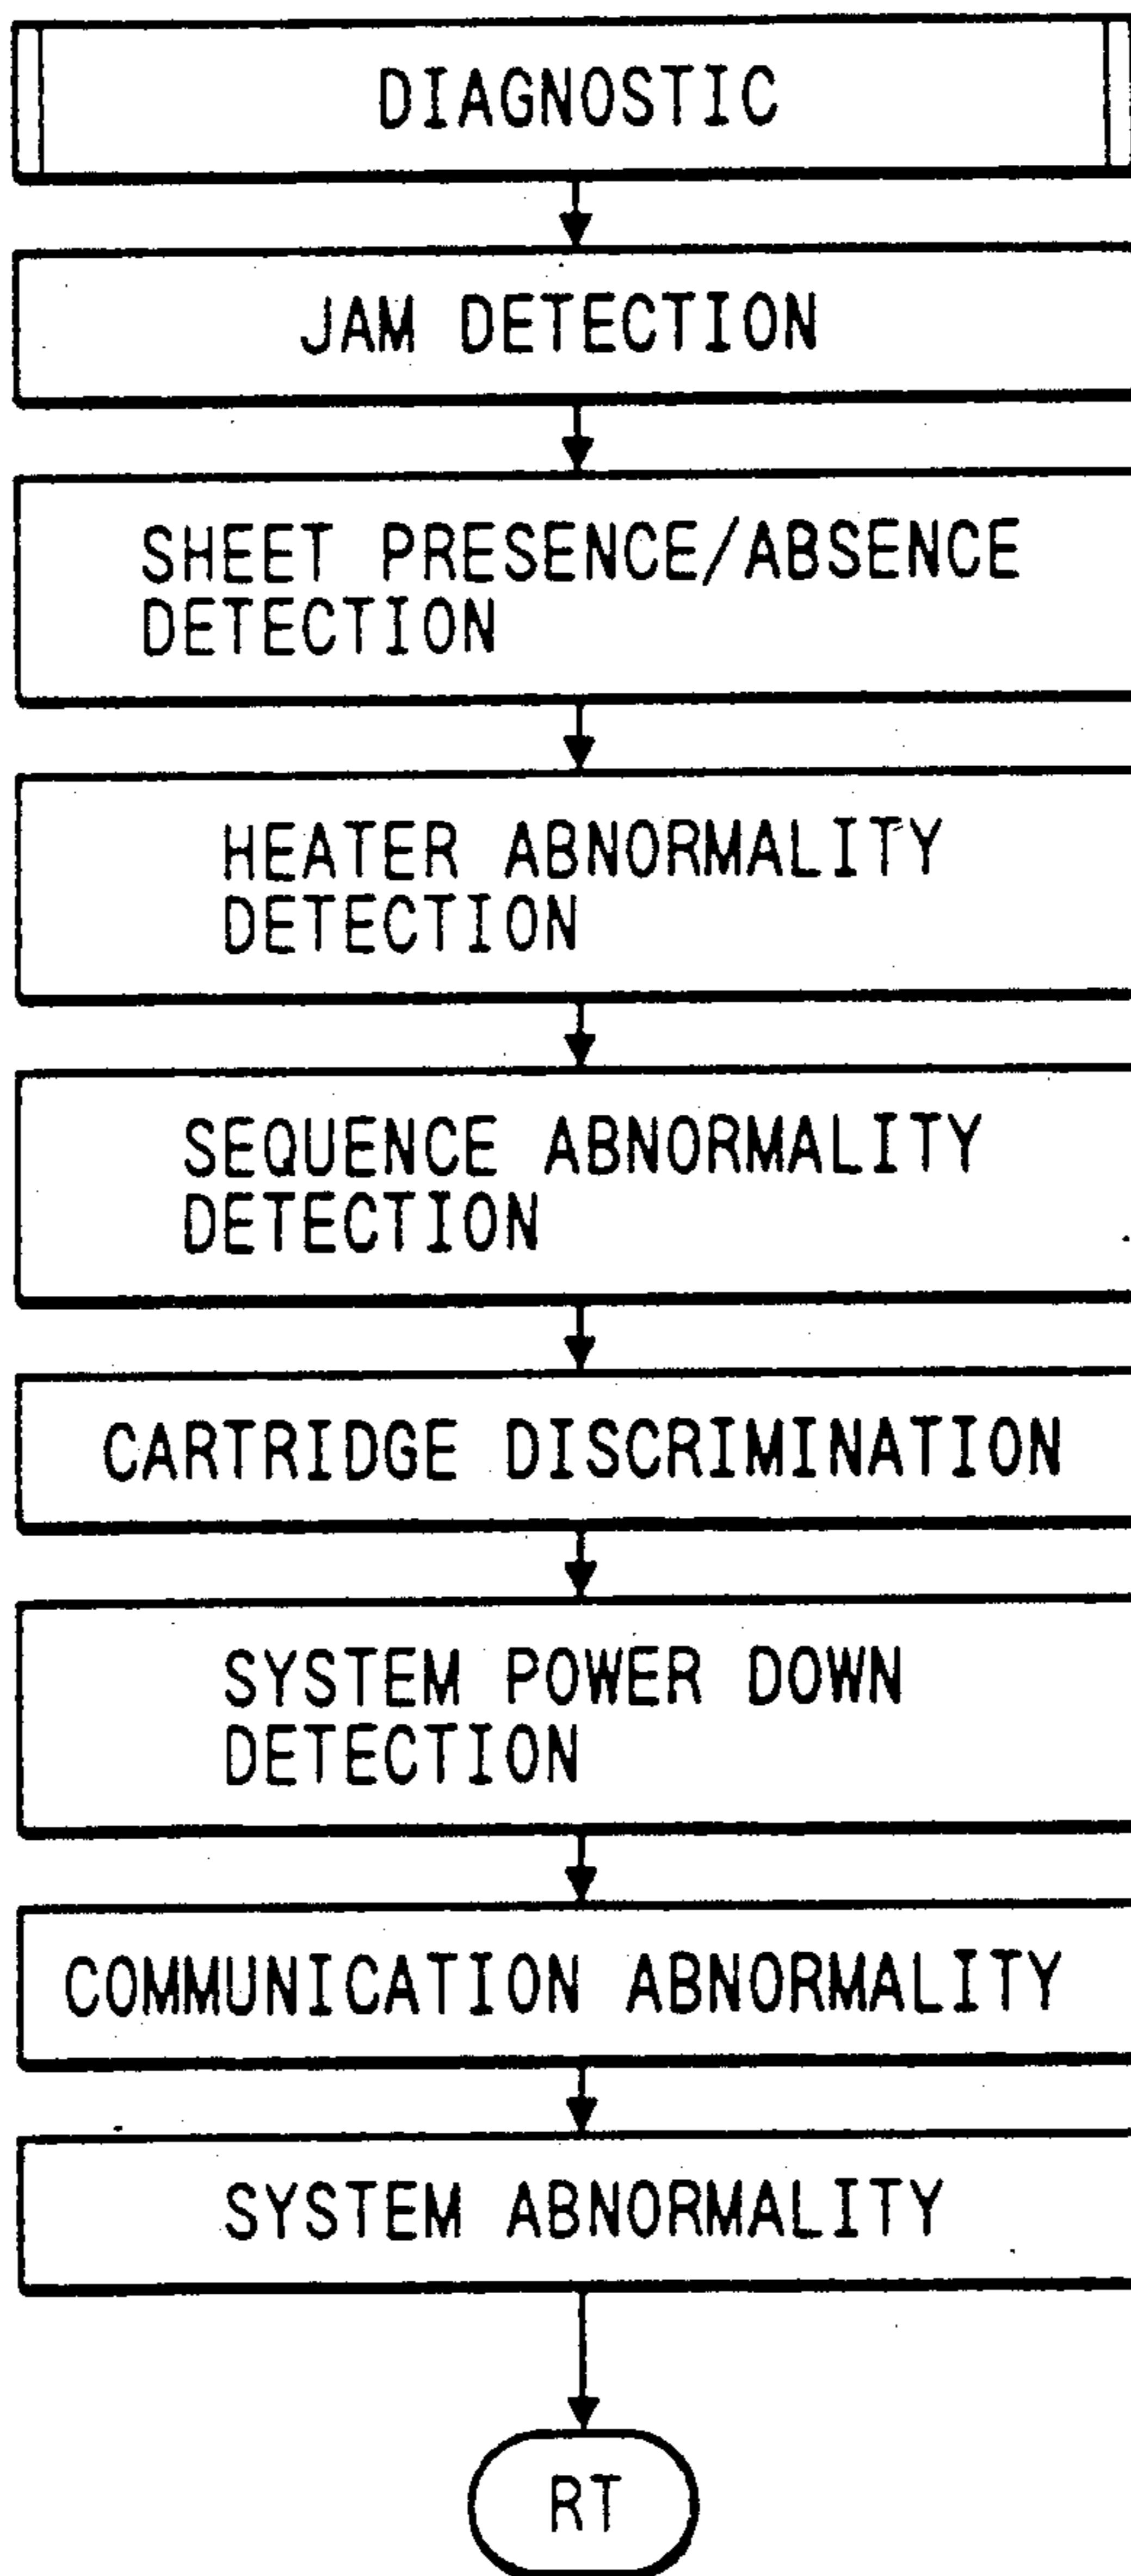 DIAGNOSTIC
JAM DETECTION
SHEET PRESENCE/ABSENCE
DETECTION
HEATER ABNORMALITY
DETECTION
SEQUENCE ABNORMALITY
DETECTION
CARTRIDGE DISCRIMINATION
SYSTEM POWER DOWN
DETECTION
COMMUNICATION ABNORMALITY
SYSTEM ABNORMALITY
RT